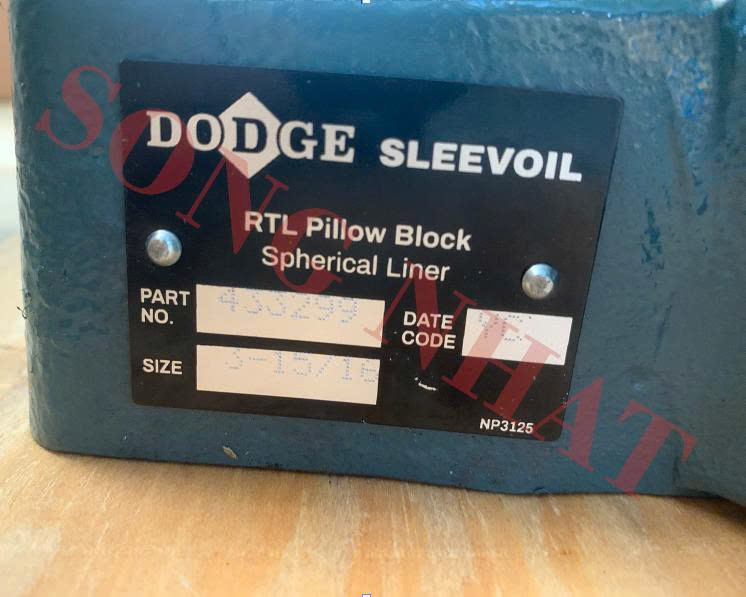 DODGE SLEEVOIL
RTL Pillow Block
Spherical Liner
PART NO. 433299
DATE CODE
SIZE 3-15/16
NP3125
SONG NHAT